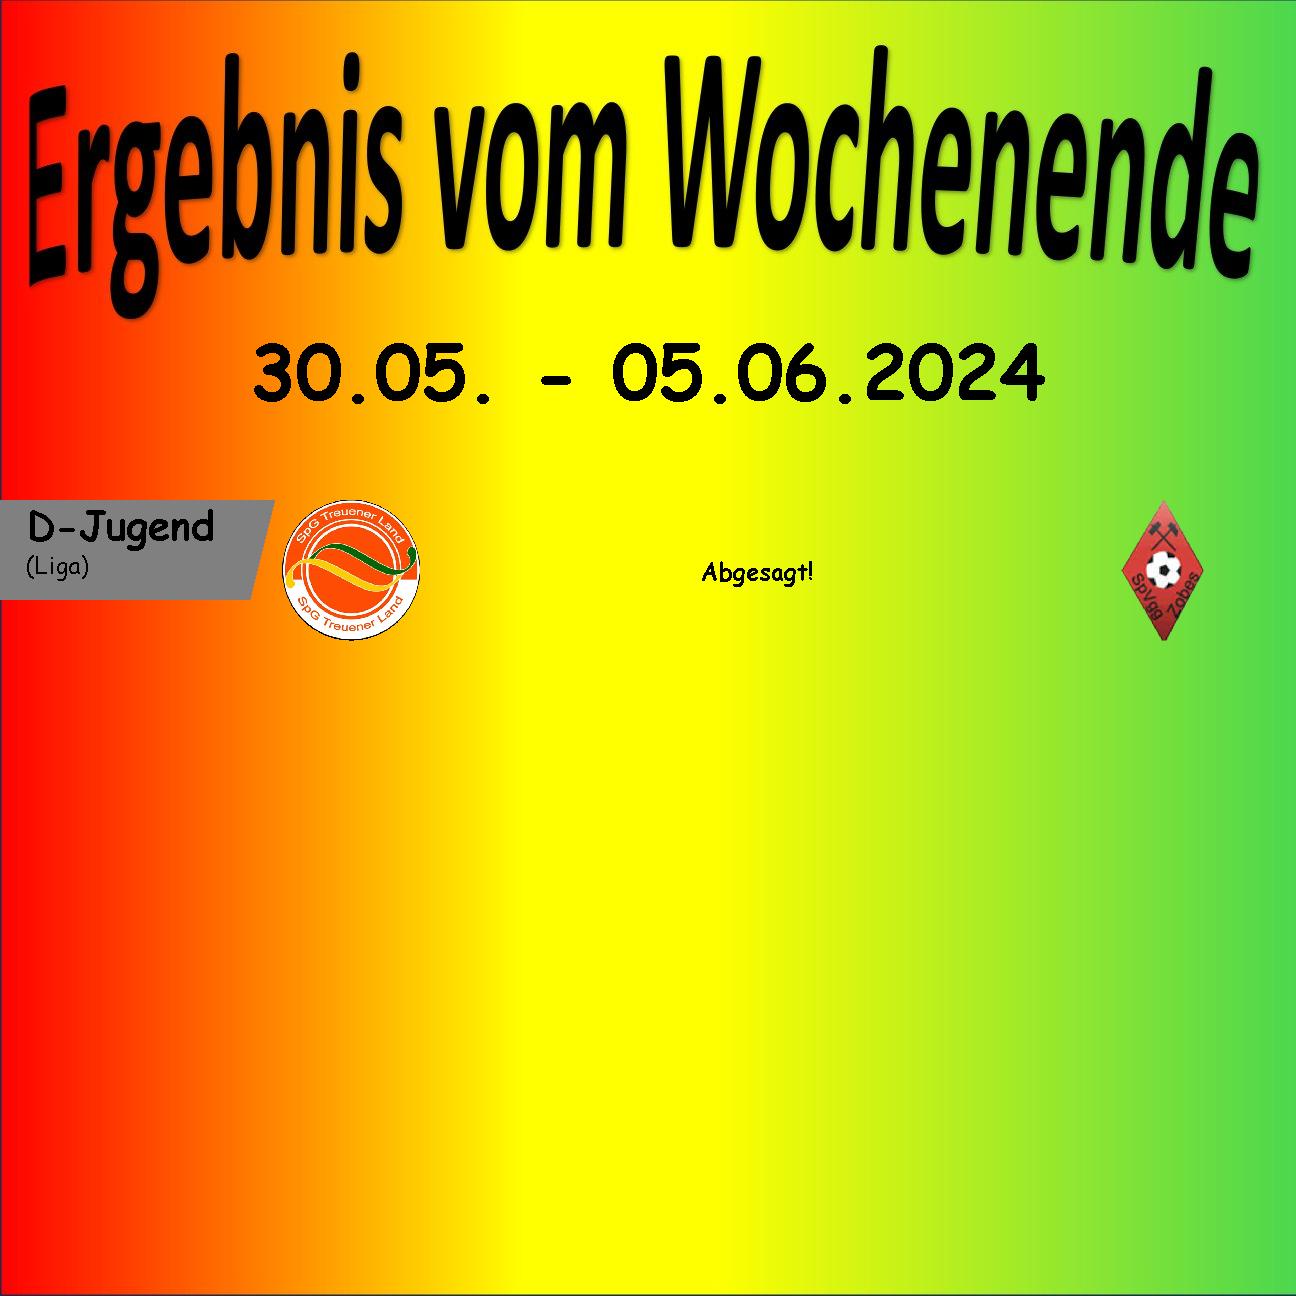 Ergebnis vom Wochenende
30.05. - 05.06.2024
D-Jugend
(Liga)
SpG Treuener Land
SpG Treuener Land
Abgesagt!
SpVgg Zobes